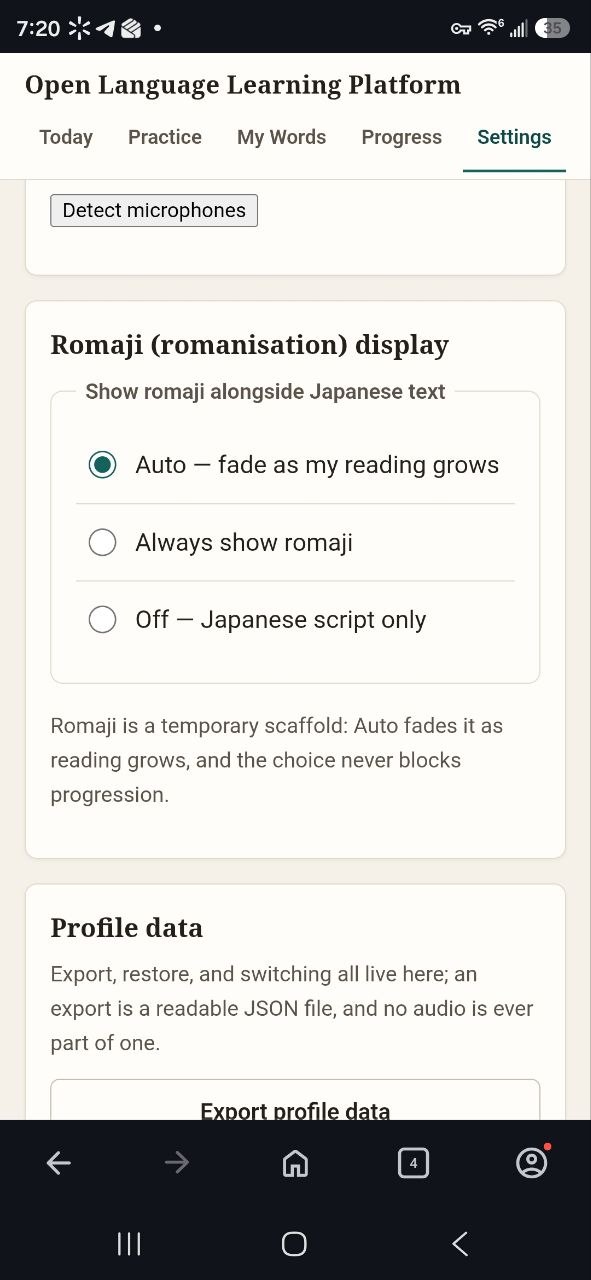 7:20
6
35
Open Language Learning Platform
Today Practice My Words Progress Settings
Detect microphones
Romaji (romanisation) display
Show romaji alongside Japanese text
Auto — fade as my reading grows
Always show romaji
Off — Japanese script only
Romaji is a temporary scaffold: Auto fades it as
reading grows, and the choice never blocks
progression.
Profile data
Export, restore, and switching all live here; an
export is a readable JSON file, and no audio is ever
part of one.
Export profile data
4